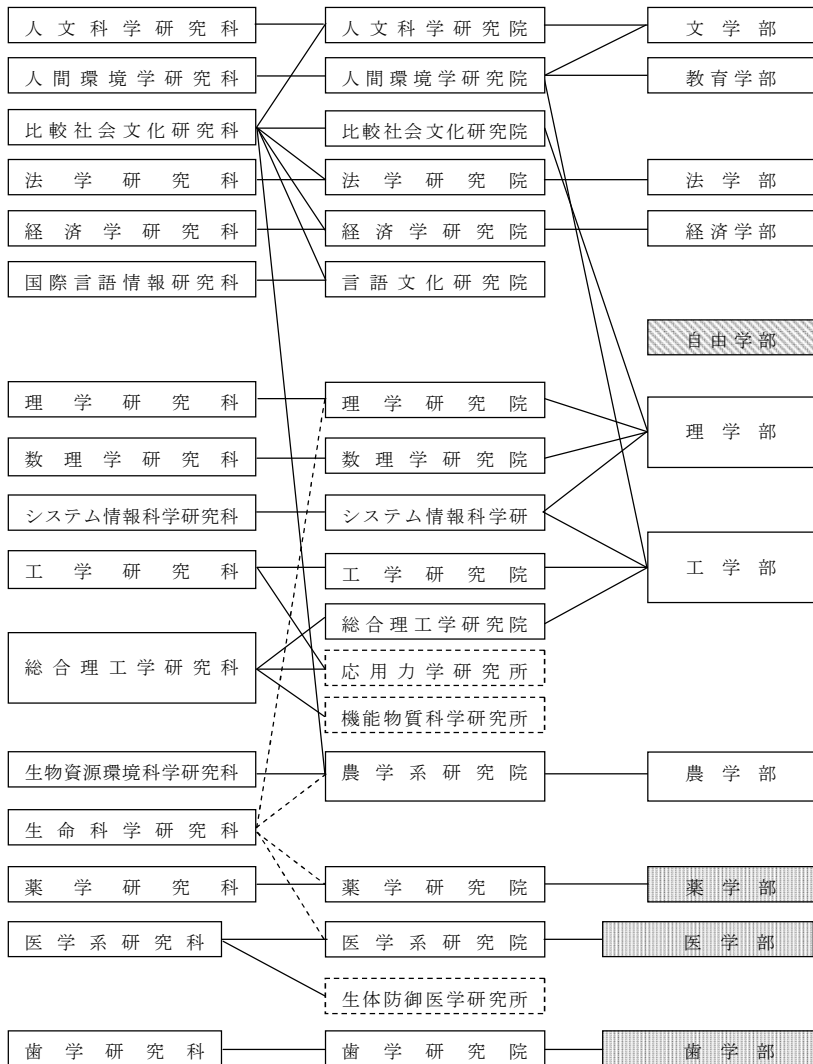 人文科学研究科 人文科学研究院 文学部
人間環境学研究科 人間環境学研究院 教育学部
比較社会文化研究科 比較社会文化研究院
法学研究科 法学研究院 法学部
経済学研究科 経済学研究院 経済学部
国際言語情報研究科 言語文化研究院
自由学部
理学研究科 理学研究院 理学部
数理学研究科 数理学研究院
システム情報科学研究科 システム情報科学研
工学研究科 工学研究院 工学部
総合理工学研究院
総合理工学研究科 応用力学研究所
機能物質科学研究所
生物資源環境科学研究科 農学系研究院 農学部
生命科学研究科
薬学研究科 薬学研究院 薬学部
医学系研究科 医学系研究院 医学部
生体防御医学研究所
歯学研究科 歯学研究院 歯学部